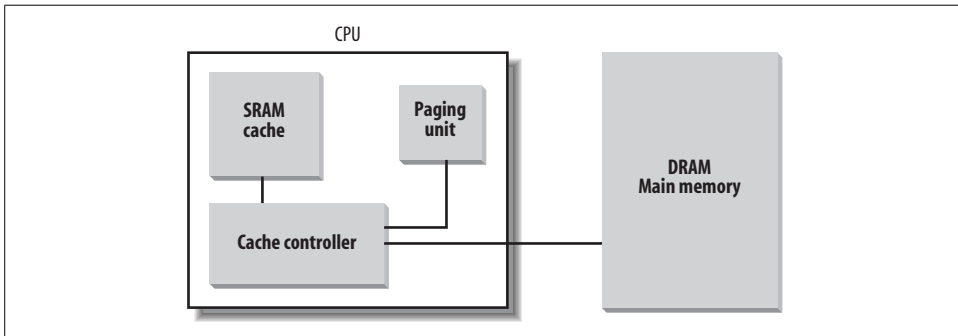 CPU
SRAM
cache
Paging
unit
DRAM
Main memory
Cache controller